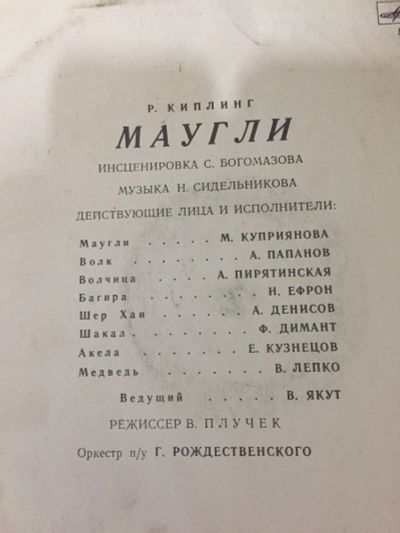 Р. КИПЛИНГ
МАУГЛИ
ИНСЦЕНИРОВКА С. БОГОМАЗОВА
МУЗЫКА Н. СИДЕЛЬНИКОВА
ДЕЙСТВУЮЩИЕ ЛИЦА И ИСПОЛНИТЕЛИ:
Маугли . . . . . М. КУПРИЯНОВА
Волк . . . . . . . А. ПАПАНОВ
Волчица . . . . . А. ПИРЯТИНСКАЯ
Багира . . . . . . . Н. ЕФРОН
Шер Хан . . . . . А. ДЕНИСОВ
Шакал . . . . . . . Ф. ДИМАНТ
Акела . . . . . . Е. КУЗНЕЦОВ
Медведь . . . . . . В. ЛЕПКО
Ведущий . . . . . В. ЯКУТ
РЕЖИССЕР В. ПЛУЧЕК
Оркестр п/у Г. РОЖДЕСТВЕНСКОГО